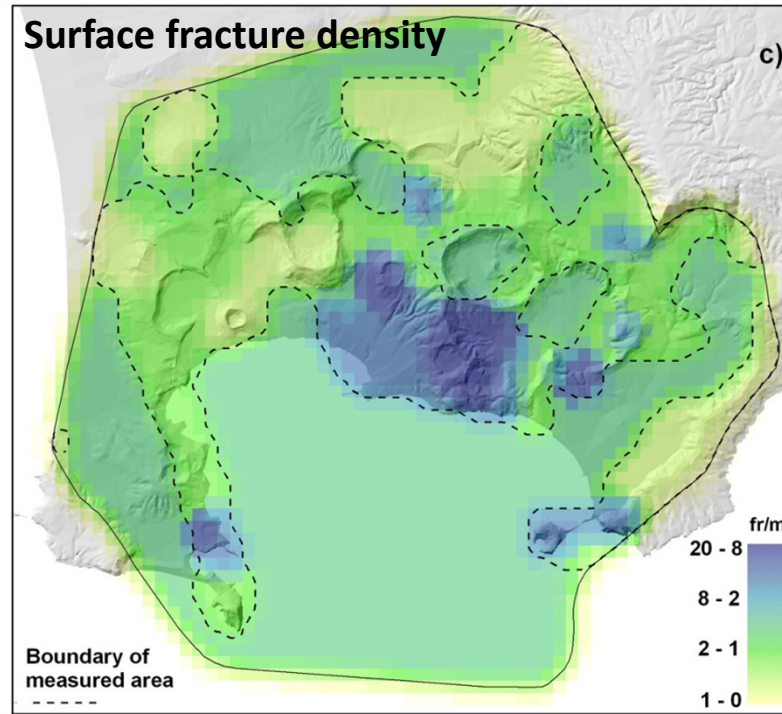 Surface fracture density
c)
fr/m
20 - 8
8 - 2
2 - 1
1 - 0
Boundary of
measured area